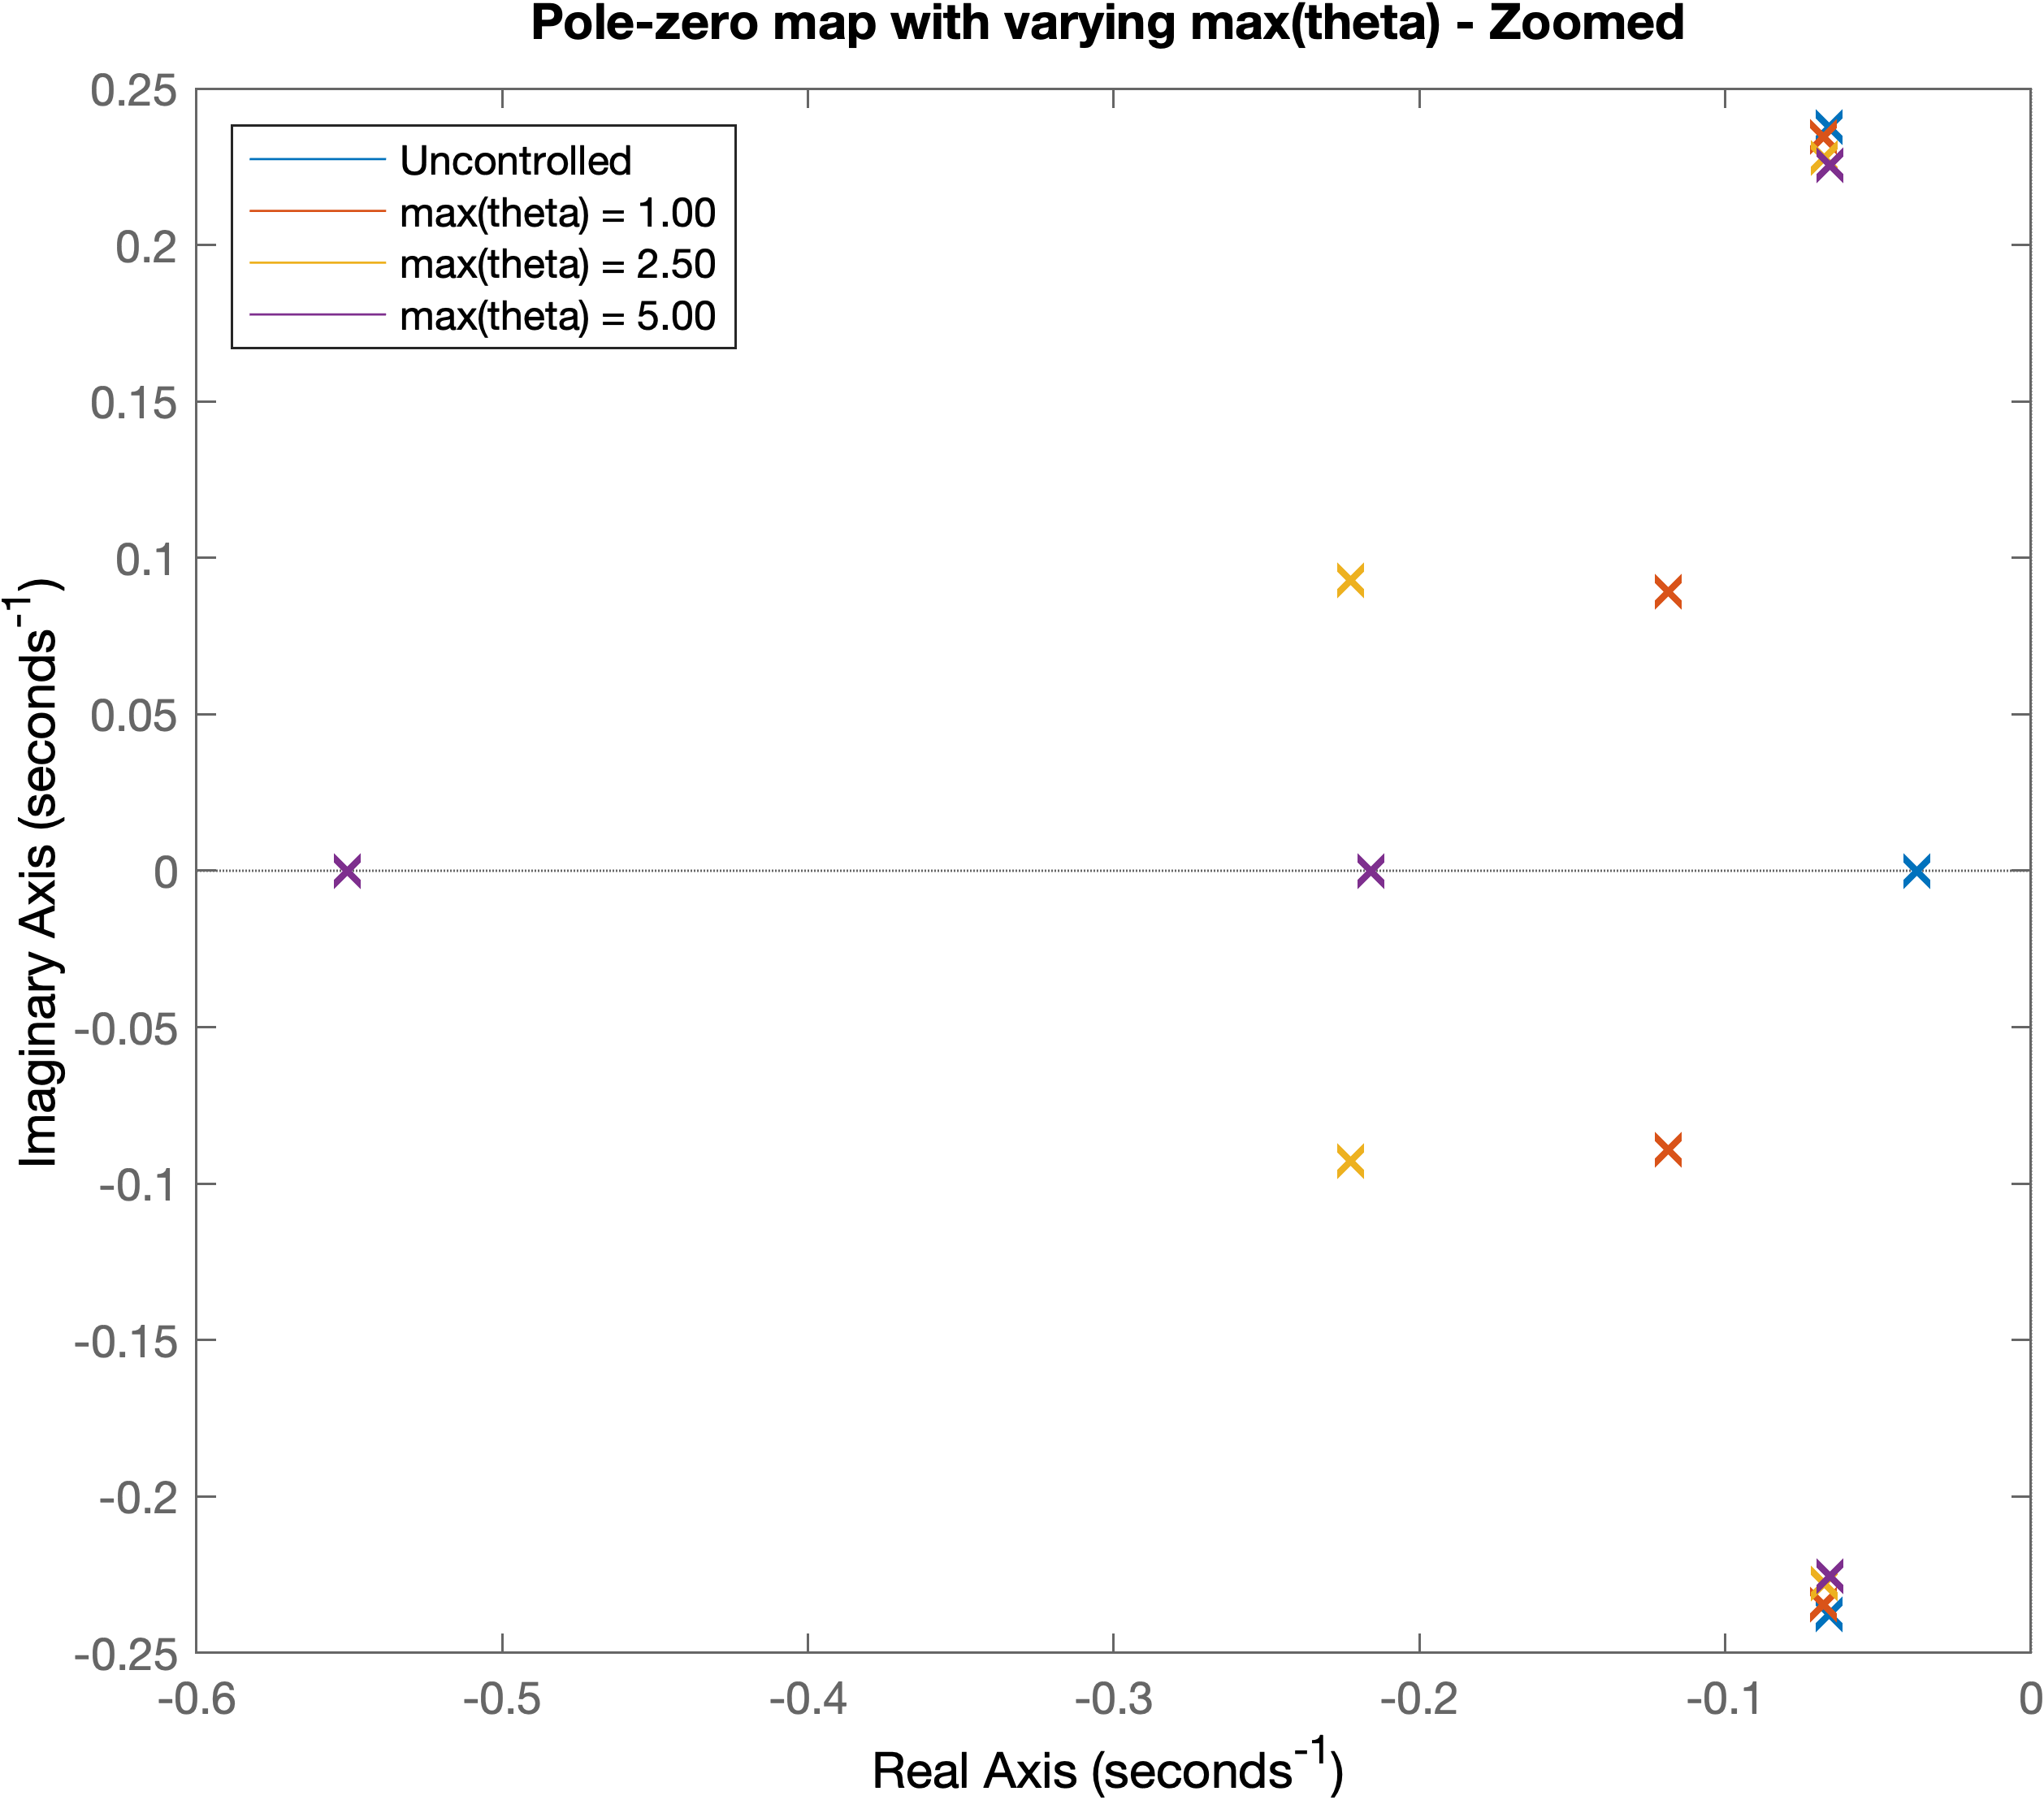 Pole-zero map with varying max(theta) - Zoomed
Uncontrolled
max(theta) = 1.00
max(theta) = 2.50
max(theta) = 5.00
0.25
0.2
0.15
0.1
0.05
0
-0.05
-0.1
-0.15
-0.2
-0.25
Imaginary Axis (seconds^-1)
-0.6 -0.5 -0.4 -0.3 -0.2 -0.1 0
Real Axis (seconds^-1)